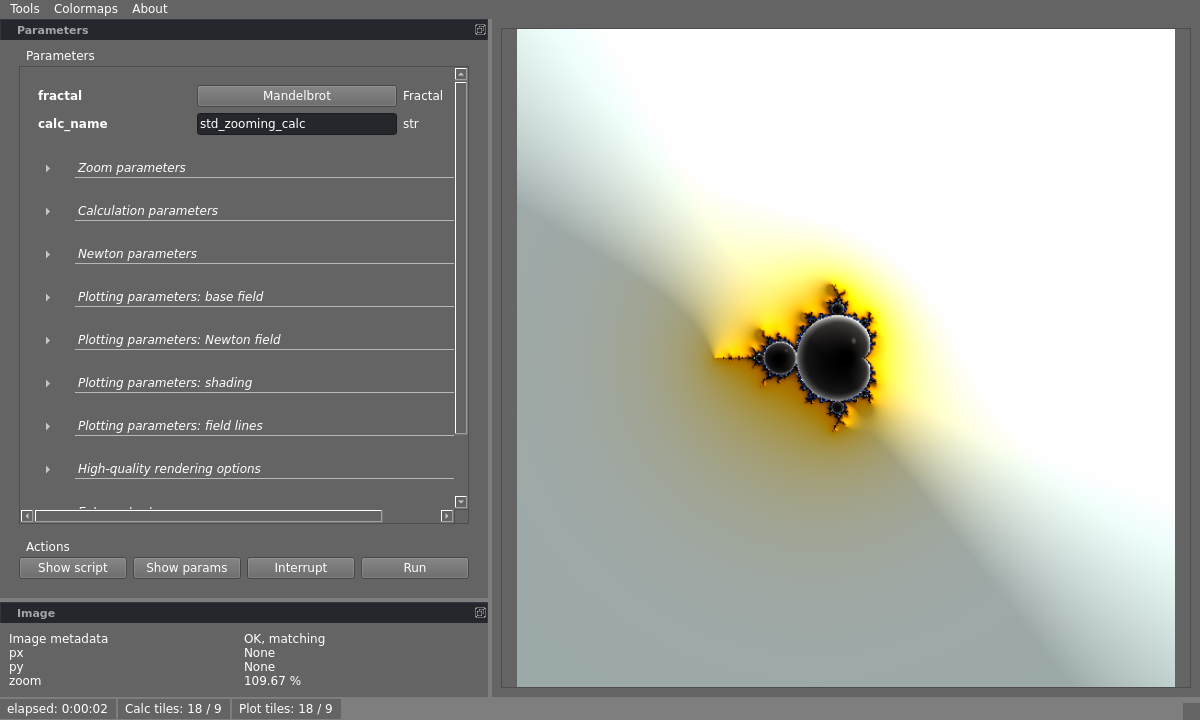 Tools Colormaps About
Parameters
Parameters
fractal Mandelbrot Fractal
calc_name std_zooming_calc str
Zoom parameters
Calculation parameters
Newton parameters
Plotting parameters: base field
Plotting parameters: Newton field
Plotting parameters: shading
Plotting parameters: field lines
High-quality rendering options
Actions
Show script Show params Interrupt Run
Image
Image metadata OK, matching
px None
py None
zoom 109.67 %
elapsed: 0:00:02 Calc tiles: 18 / 9 Plot tiles: 18 / 9